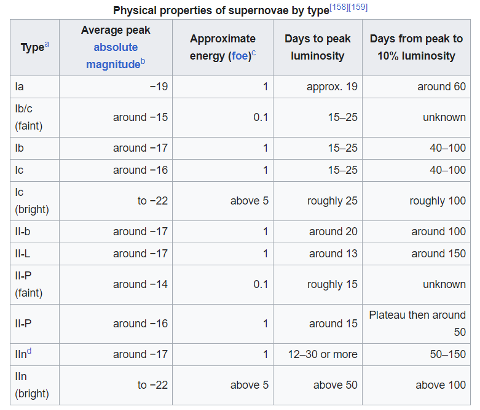 Physical properties of supernovae by type[158][159]
Typea Average peak absolute magnitudeb Approximate energy (foe)c Days to peak luminosity Days from peak to 10% luminosity
Ia −19 1 approx. 19 around 60
Ib/c (faint) around −15 0.1 15–25 unknown
Ib around −17 1 15–25 40–100
Ic around −16 1 15–25 40–100
Ic (bright) to −22 above 5 roughly 25 roughly 100
II-b around −17 1 around 20 around 100
II-L around −17 1 around 13 around 150
II-P (faint) around −14 0.1 roughly 15 unknown
II-P around −16 1 around 15 Plateau then around 50
IInd around −17 1 12–30 or more 50–150
IIn (bright) to −22 above 5 above 50 above 100